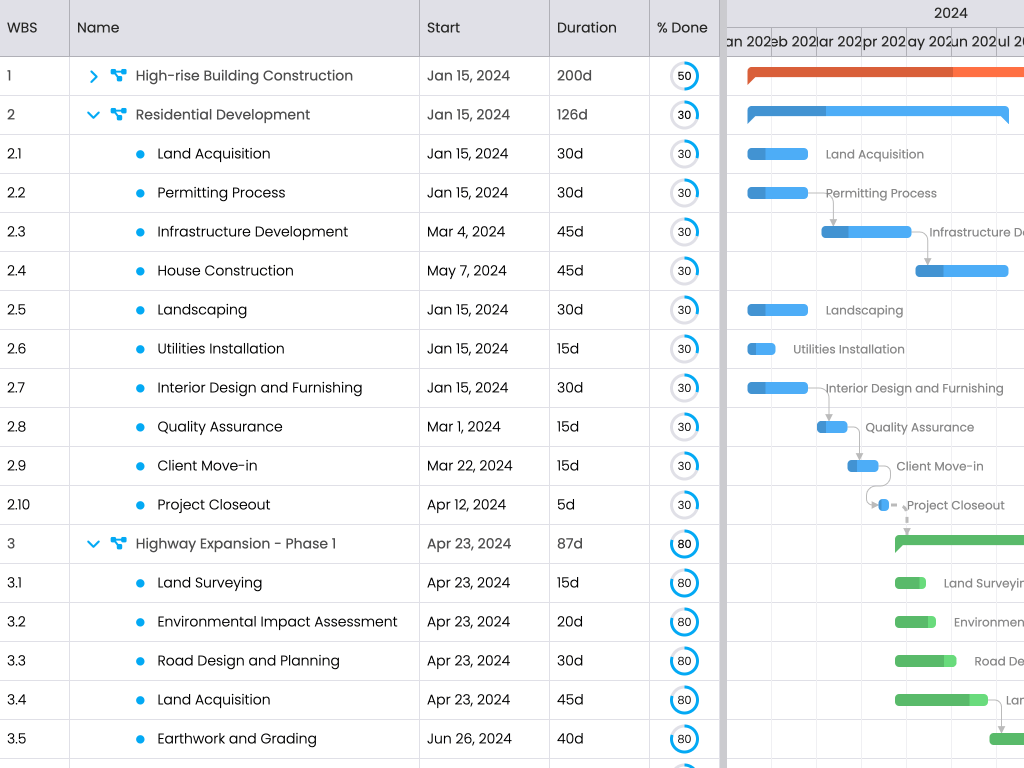 WBS Name Start Duration % Done 2024
an 202 eb 202 ar 202 pr 202 ay 202 un 202 ul 20
1 High-rise Building Construction Jan 15, 2024 200d 50
2 Residential Development Jan 15, 2024 126d 30
2.1 Land Acquisition Jan 15, 2024 30d 30 Land Acquisition
2.2 Permitting Process Jan 15, 2024 30d 30 Permitting Process
2.3 Infrastructure Development Mar 4, 2024 45d 30 Infrastructure D
2.4 House Construction May 7, 2024 45d 30
2.5 Landscaping Jan 15, 2024 30d 30 Landscaping
2.6 Utilities Installation Jan 15, 2024 15d 30 Utilities Installation
2.7 Interior Design and Furnishing Jan 15, 2024 30d 30 Interior Design and Furnishing
2.8 Quality Assurance Mar 1, 2024 15d 30 Quality Assurance
2.9 Client Move-in Mar 22, 2024 15d 30 Client Move-in
2.10 Project Closeout Apr 12, 2024 5d 30 Project Closeout
3 Highway Expansion - Phase 1 Apr 23, 2024 87d 80
3.1 Land Surveying Apr 23, 2024 15d 80 Land Surveyin
3.2 Environmental Impact Assessment Apr 23, 2024 20d 80 Environmen
3.3 Road Design and Planning Apr 23, 2024 30d 80 Road De
3.4 Land Acquisition Apr 23, 2024 45d 80 Lan
3.5 Earthwork and Grading Jun 26, 2024 40d 80